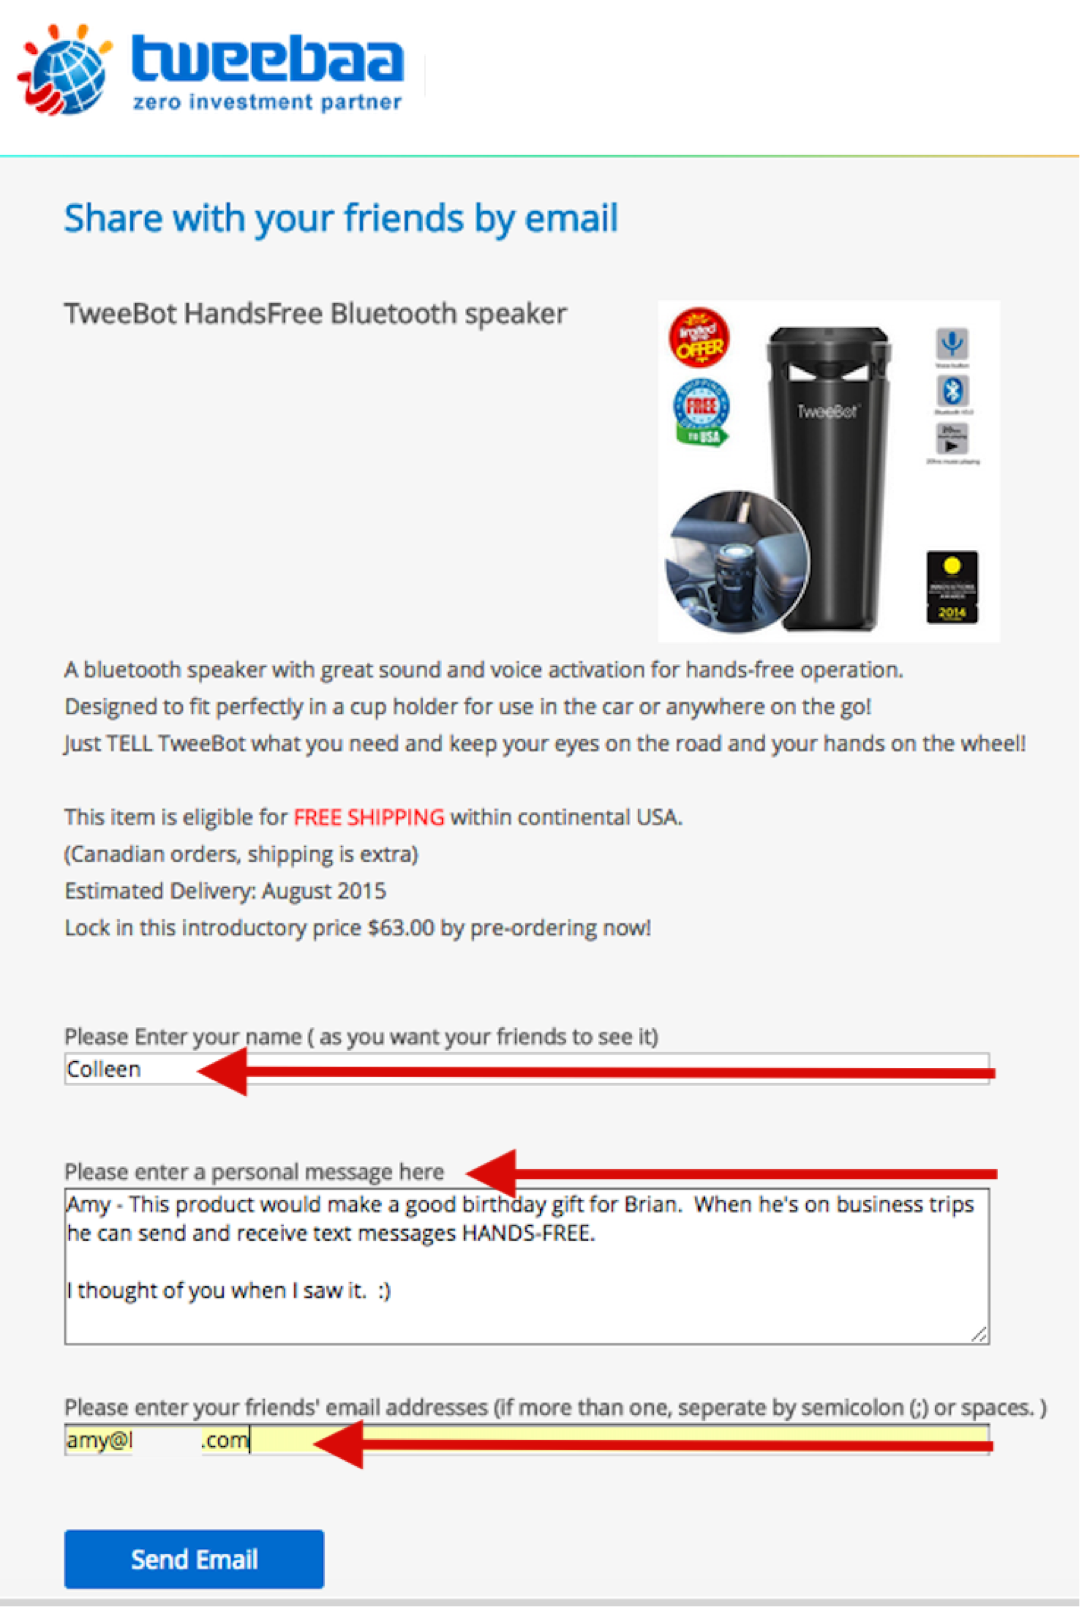 tweebaa
zero investment partner
Share with your friends by email
TweeBot HandsFree Bluetooth speaker
limited
time
OFFER
SHIPPING
FREE
TO USA
TweeBot
Voice button
Bluetooth
20hrs music playing
2014
A bluetooth speaker with great sound and voice activation for hands-free operation.
Designed to fit perfectly in a cup holder for use in the car or anywhere on the go!
Just TELL TweeBot what you need and keep your eyes on the road and your hands on the wheel!
This item is eligible for FREE SHIPPING within continental USA.
(Canadian orders, shipping is extra)
Estimated Delivery: August 2015
Lock in this introductory price $63.00 by pre-ordering now!
Please Enter your name ( as you want your friends to see it)
Colleen
Please enter a personal message here
Amy - This product would make a good birthday gift for Brian.  When he's on business trips
he can send and receive text messages HANDS-FREE.
I thought of you when I saw it.  :)
Please enter your friends' email addresses (if more than one, seperate by semicolon (;) or spaces. )
amy@l .com
Send Email